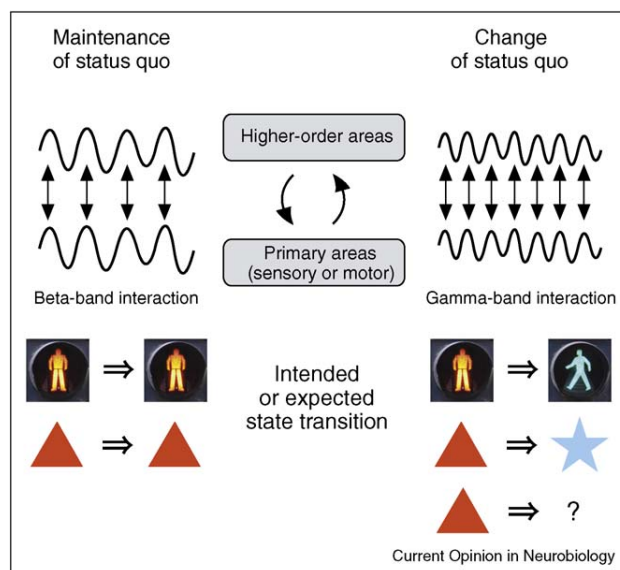 Maintenance
of status quo
Change
of status quo
Higher-order areas
Primary areas
(sensory or motor)
Beta-band interaction
Gamma-band interaction
Intended
or expected
state transition
?
Current Opinion in Neurobiology